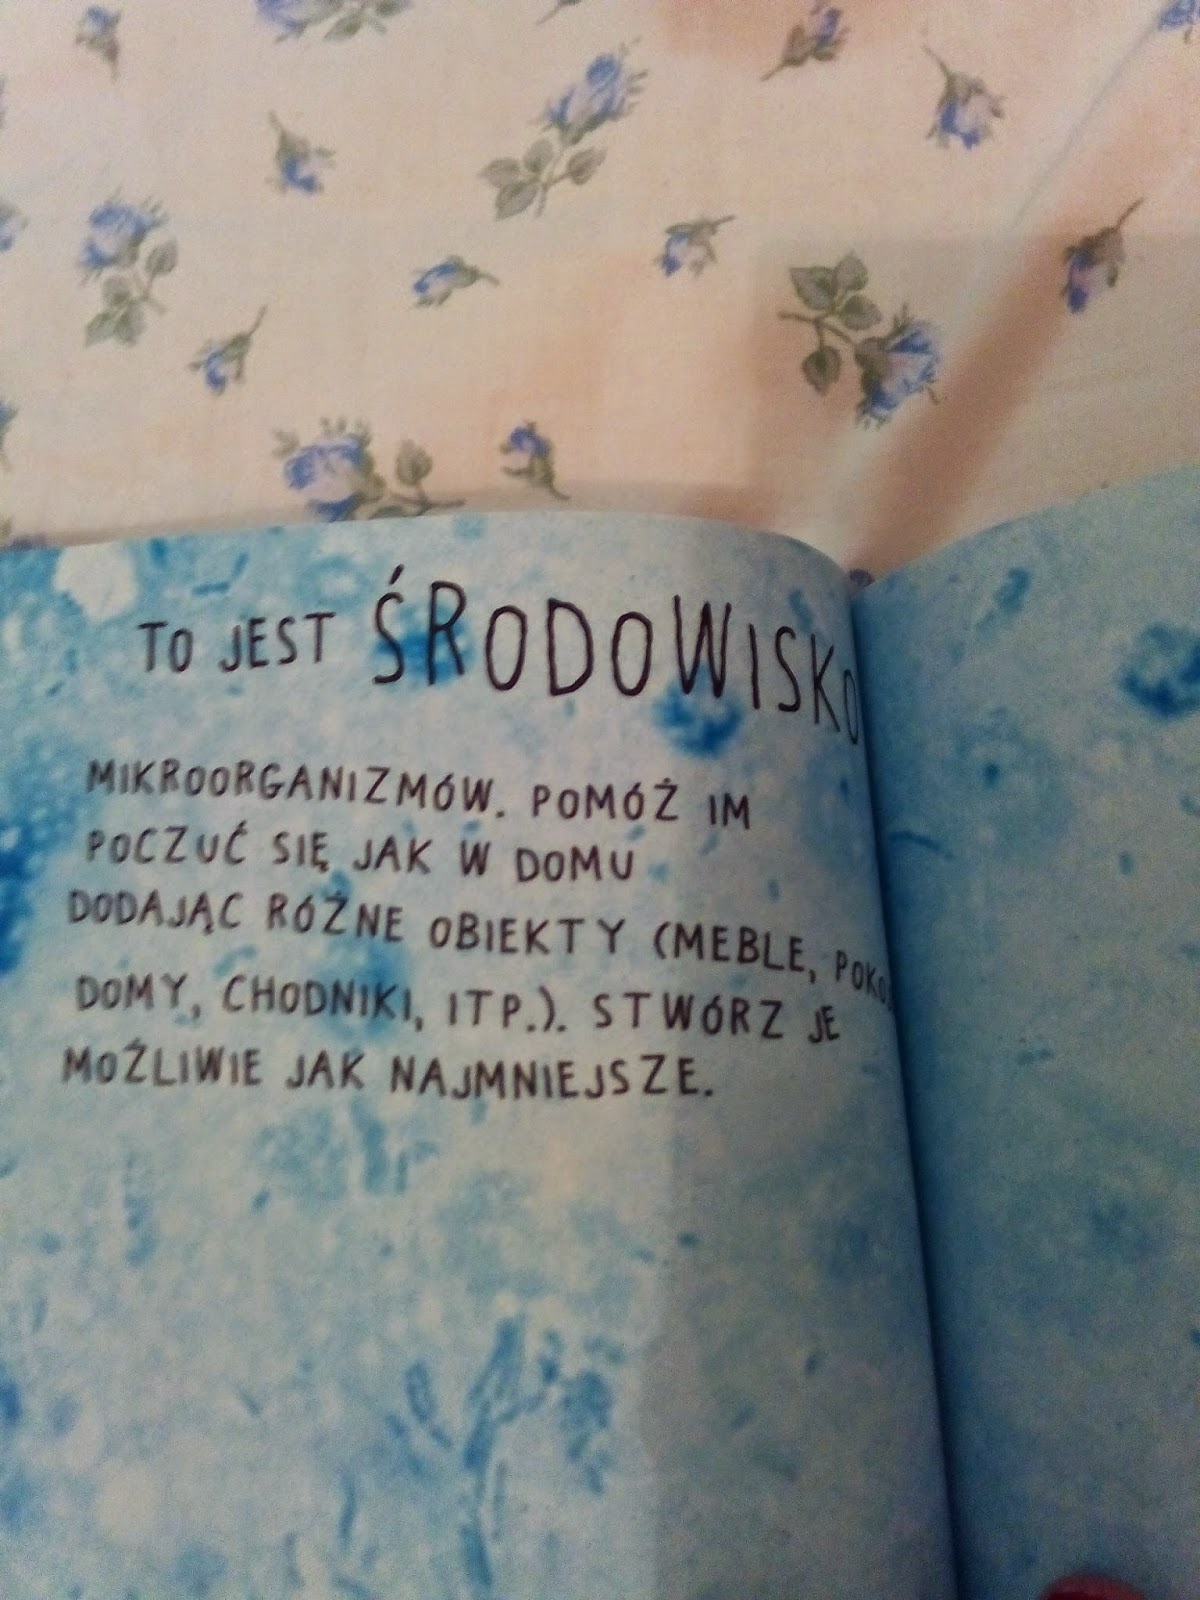 TO JEST ŚRODOWISKO
MIKROORGANIZMÓW. POMÓŻ IM
POCZUĆ SIĘ JAK W DOMU
DODAJĄC RÓŻNE OBIEKTY (MEBLE,
DOMY, CHODNIKI, ITP.). STWÓRZ JE
MOŻLIWIE JAK NAJMNIEJSZE.